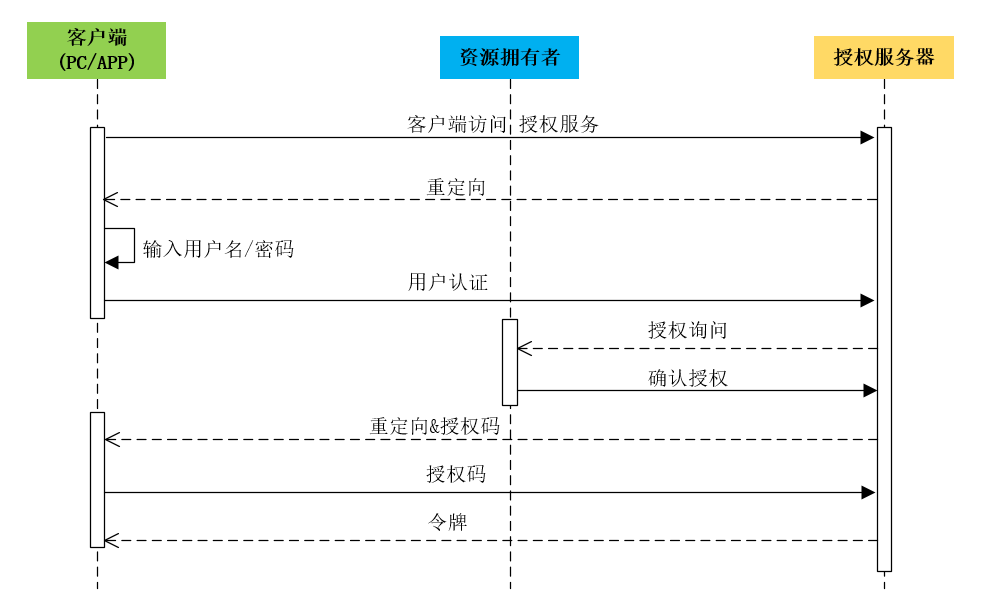 客户端
(PC/APP)
资源拥有者
授权服务器
客户端访问 授权服务
重定向
输入用户名/密码
用户认证
授权询问
确认授权
重定向&授权码
授权码
令牌